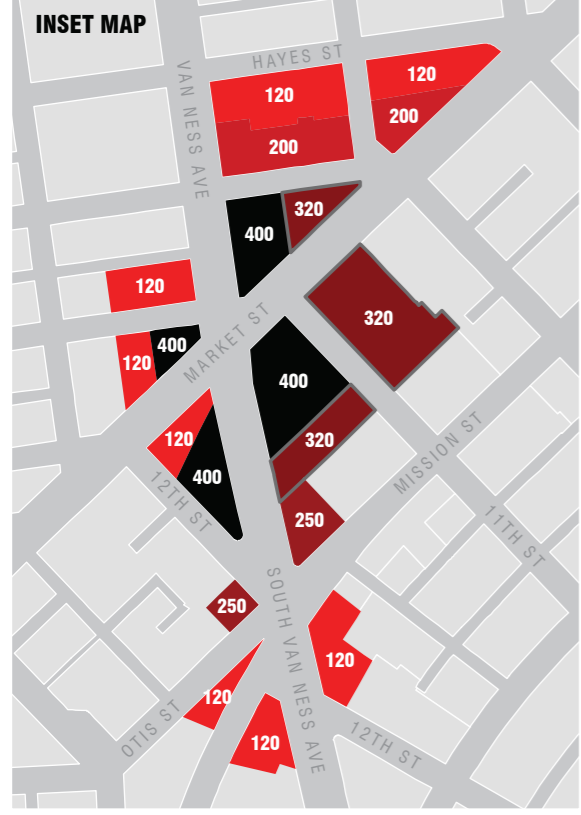 INSET MAP
HAYES ST
VAN NESS AVE
120
120
200
200
320
400
120
320
MARKET ST
400
120
400
120
320
MISSION ST
400
12TH ST
250
11TH ST
250
SOUTH VAN NESS AVE
120
120
OTIS ST
120
12TH ST